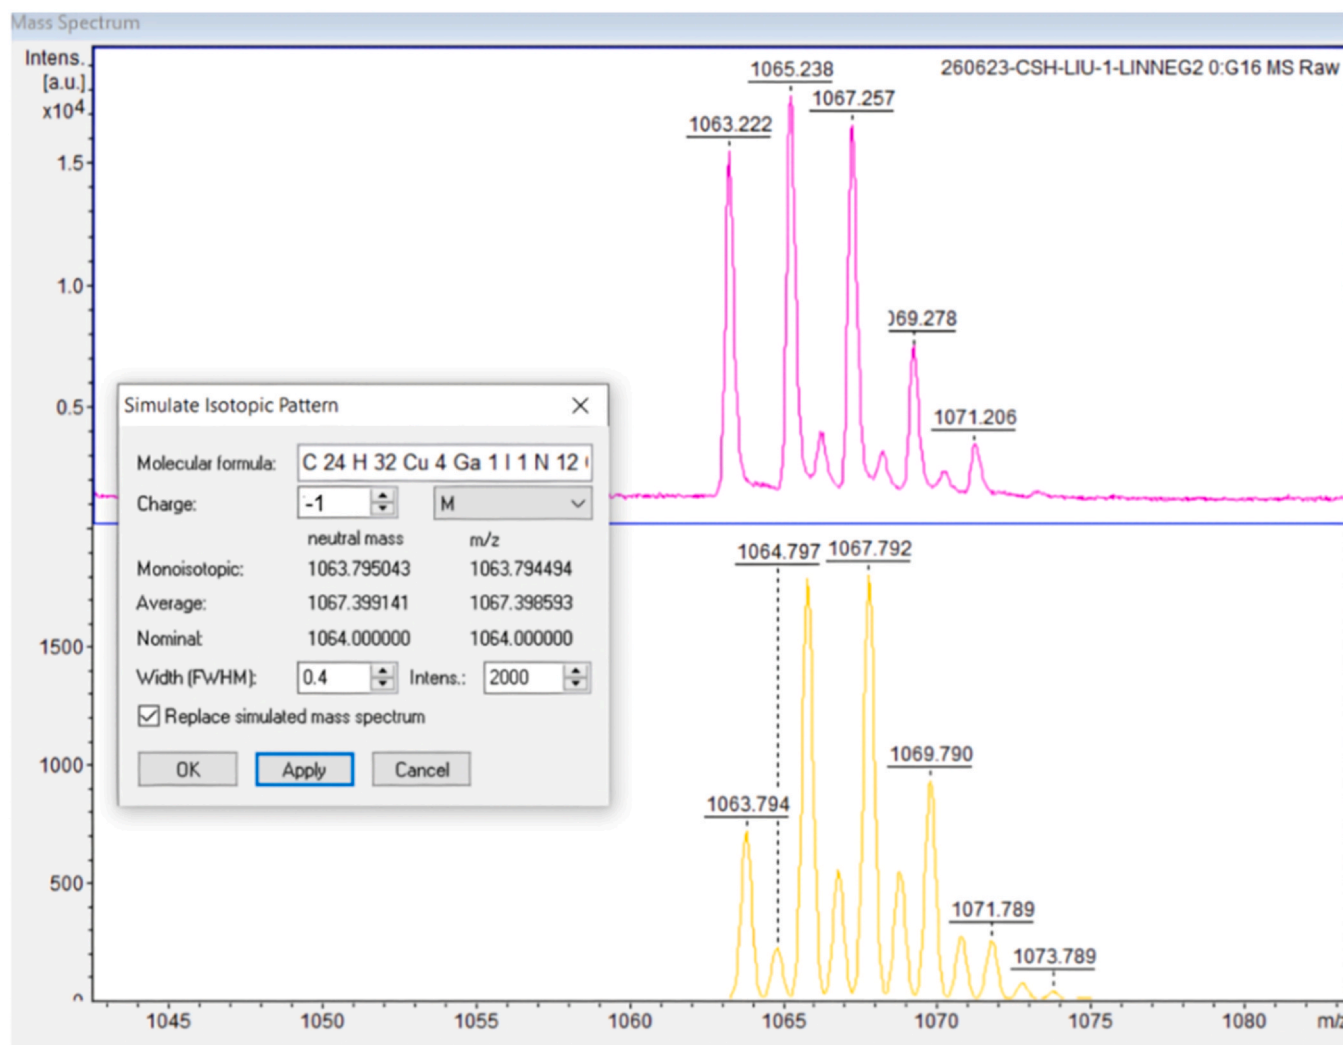 Mass Spectrum
Intens.
[a.u.]
x10⁴
260623-CSH-LIU-1-LINNEG2 0:G16 MS Raw
1065.238
1067.257
1063.222
1.5
1.0
069.278
1071.206
0.5
Simulate Isotopic Pattern
Molecular formula: C 24 H 32 Cu 4 Ga 1 I 1 N 12
Charge: -1 M
neutral mass m/z
Monoisotopic: 1063.795043 1063.794494
Average: 1067.399141 1067.398593
Nominal: 1064.000000 1064.000000
Width (FWHM): 0.4 Intens.: 2000
Replace simulated mass spectrum
OK Apply Cancel
1064.797 1067.792
1500
1069.790
1000
1063.794
500
1071.789
1073.789
0
1045 1050 1055 1060 1065 1070 1075 1080 m/z